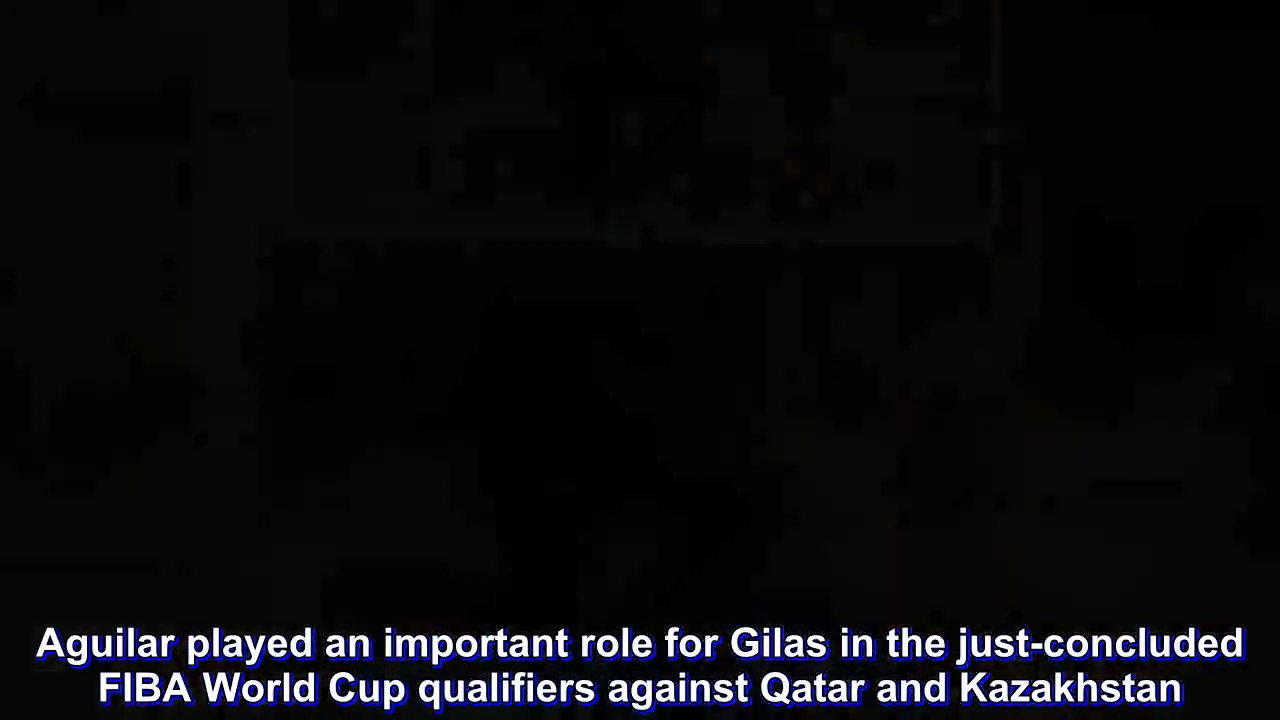 Aguilar played an important role for Gilas in the just-concluded
FIBA World Cup qualifiers against Qatar and Kazakhstan